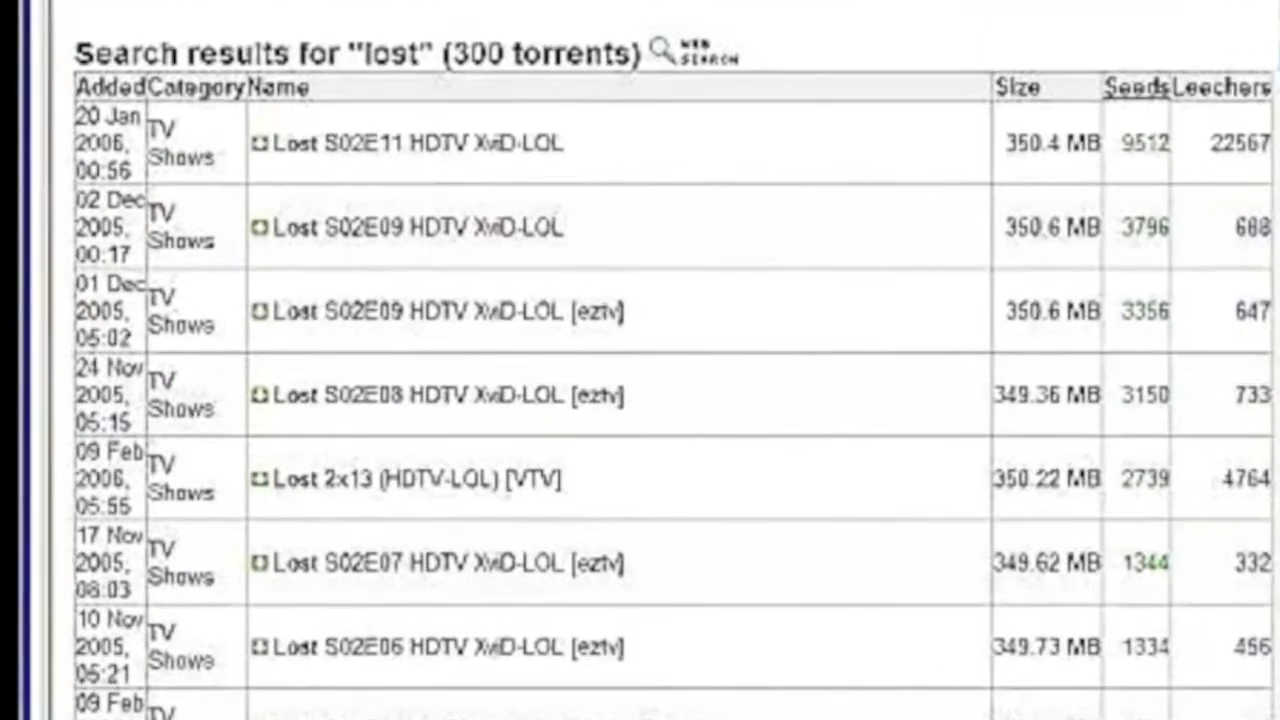 Search results for "lost" (300 torrents) WEB SEARCH
Added Category Name Size Seeds Leechers
20 Jan 2006, 00:56 TV Shows Lost S02E11 HDTV XviD-LOL 350.4 MB 9512 22567
02 Dec 2005, 00:17 TV Shows Lost S02E09 HDTV XviD-LOL 350.6 MB 3796 688
01 Dec 2005, 05:02 TV Shows Lost S02E09 HDTV XviD-LOL [eztv] 350.6 MB 3356 647
24 Nov 2005, 05:15 TV Shows Lost S02E08 HDTV XviD-LOL [eztv] 349.36 MB 3150 733
09 Feb 2006, 05:55 TV Shows Lost 2x13 (HDTV-LOL) [VTV] 350.22 MB 2739 4764
17 Nov 2005, 08:03 TV Shows Lost S02E07 HDTV XviD-LOL [eztv] 349.62 MB 1344 332
10 Nov 2005, 05:21 TV Shows Lost S02E06 HDTV XviD-LOL [eztv] 349.73 MB 1334 456
09 Feb TV